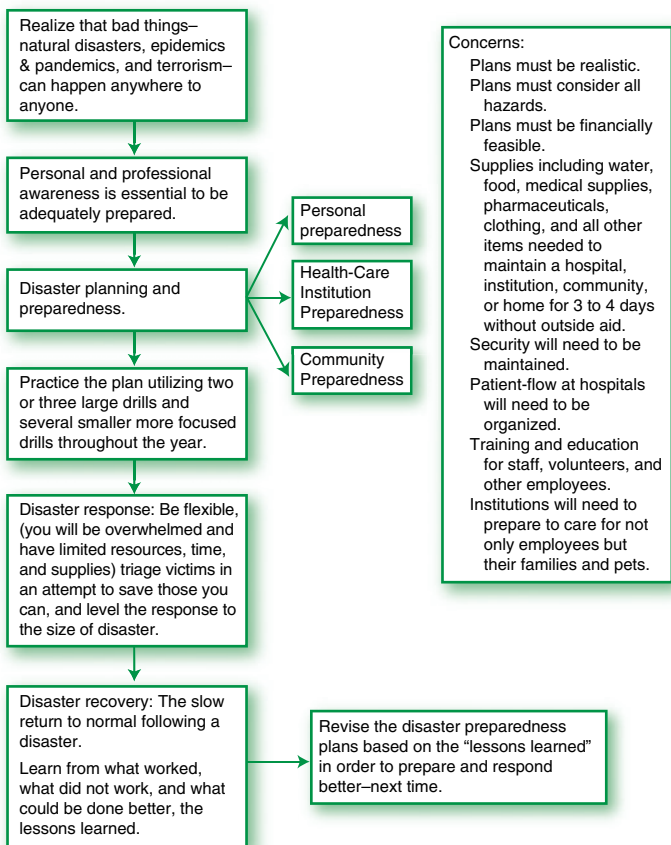 Realize that bad things–
natural disasters, epidemics
& pandemics, and terrorism–
can happen anywhere to
anyone.
Personal and professional
awareness is essential to be
adequately prepared.
Disaster planning and
preparedness.
Personal
preparedness
Health-Care
Institution
Preparedness
Community
Preparedness
Practice the plan utilizing two
or three large drills and
several smaller more focused
drills throughout the year.
Disaster response: Be flexible,
(you will be overwhelmed and
have limited resources, time,
and supplies) triage victims in
an attempt to save those you
can, and level the response to
the size of disaster.
Disaster recovery: The slow
return to normal following a
disaster.
Learn from what worked,
what did not work, and what
could be done better, the
lessons learned.
Revise the disaster preparedness
plans based on the “lessons learned”
in order to prepare and respond
better–next time.
Concerns:
Plans must be realistic.
Plans must consider all
hazards.
Plans must be financially
feasible.
Supplies including water,
food, medical supplies,
pharmaceuticals,
clothing, and all other
items needed to
maintain a hospital,
institution, community,
or home for 3 to 4 days
without outside aid.
Security will need to be
maintained.
Patient-flow at hospitals
will need to be
organized.
Training and education
for staff, volunteers, and
other employees.
Institutions will need to
prepare to care for not
only employees but
their families and pets.